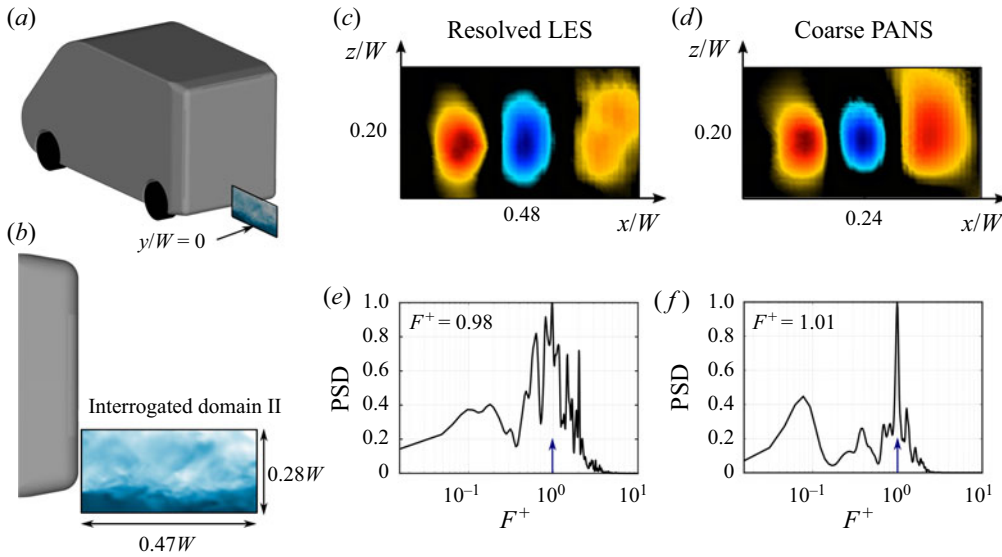 (a)
y/W = 0
(b)
Interrogated domain II
0.28W
0.47W
(c)
Resolved LES
z/W
0.20
0.48
x/W
(d)
Coarse PANS
z/W
0.20
0.24
x/W
(e)
F+ = 0.98
PSD
1.0
0.8
0.6
0.4
0.2
0
10⁻¹
10⁰
10¹
F+
(f)
F+ = 1.01
PSD
1.0
0.8
0.6
0.4
0.2
0
10⁻¹
10⁰
10¹
F+